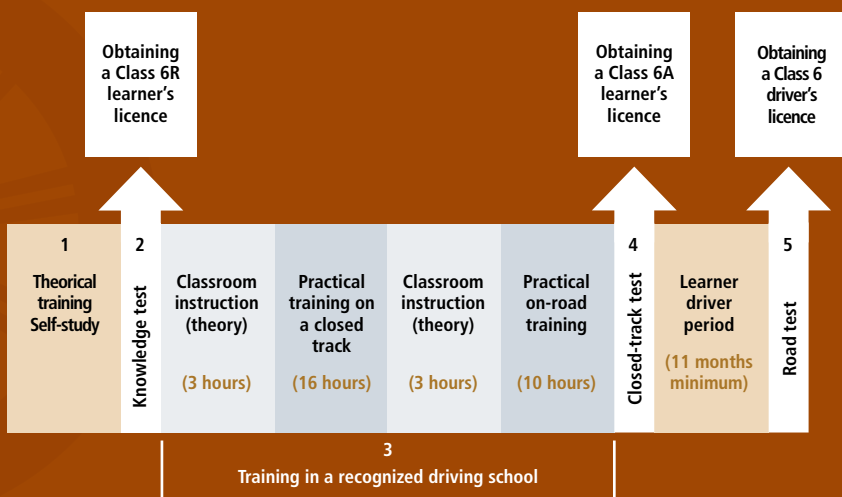 Obtaining
a Class 6R
learner's
licence
Obtaining
a Class 6A
learner's
licence
Obtaining
a Class 6
driver's
licence
1
Theorical
training
Self-study
2
Knowledge test
Classroom
instruction
(theory)
(3 hours)
Practical
training on
a closed
track
(16 hours)
Classroom
instruction
(theory)
(3 hours)
Practical
on-road
training
(10 hours)
4
Closed-track test
Learner
driver
period
(11 months
minimum)
5
Road test
3
Training in a recognized driving school